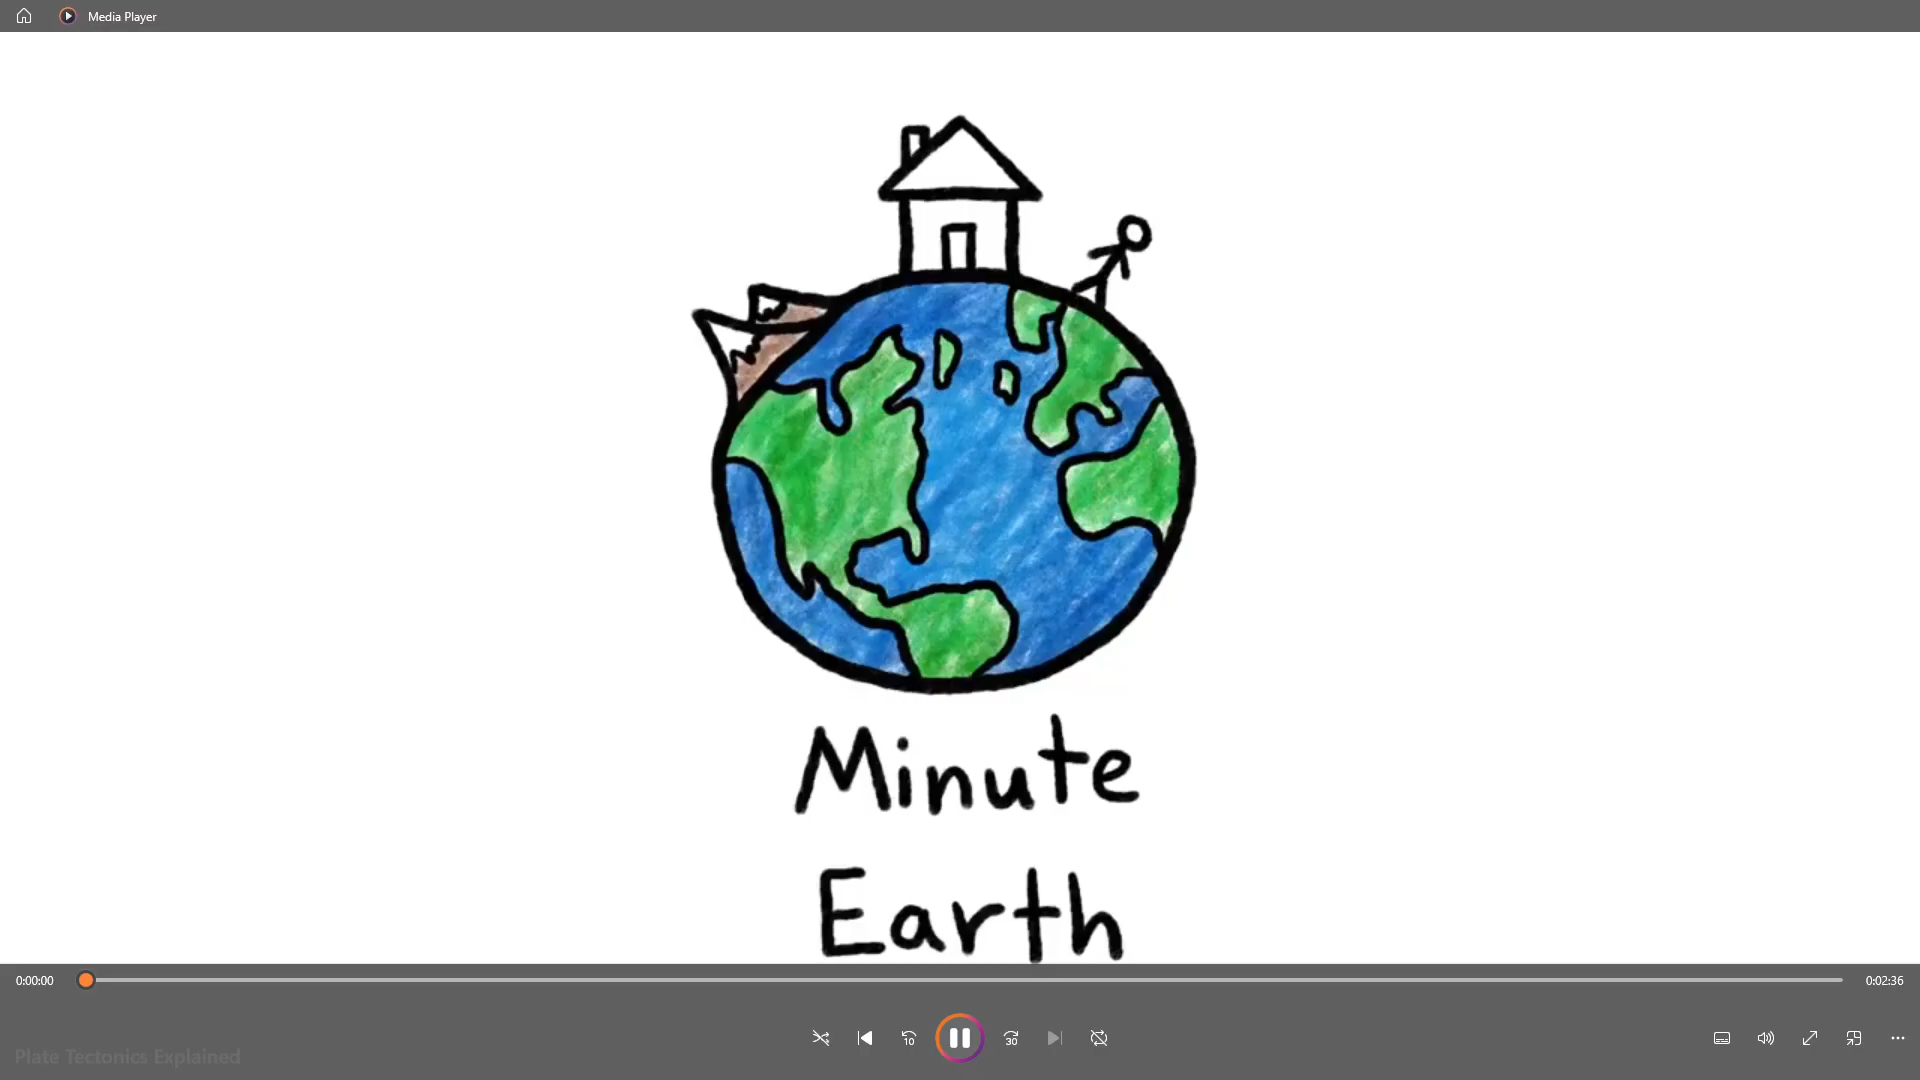 Media Player
Minute
Earth
0:00:00
0:02:36
10
30
Plate Tectonics Explained